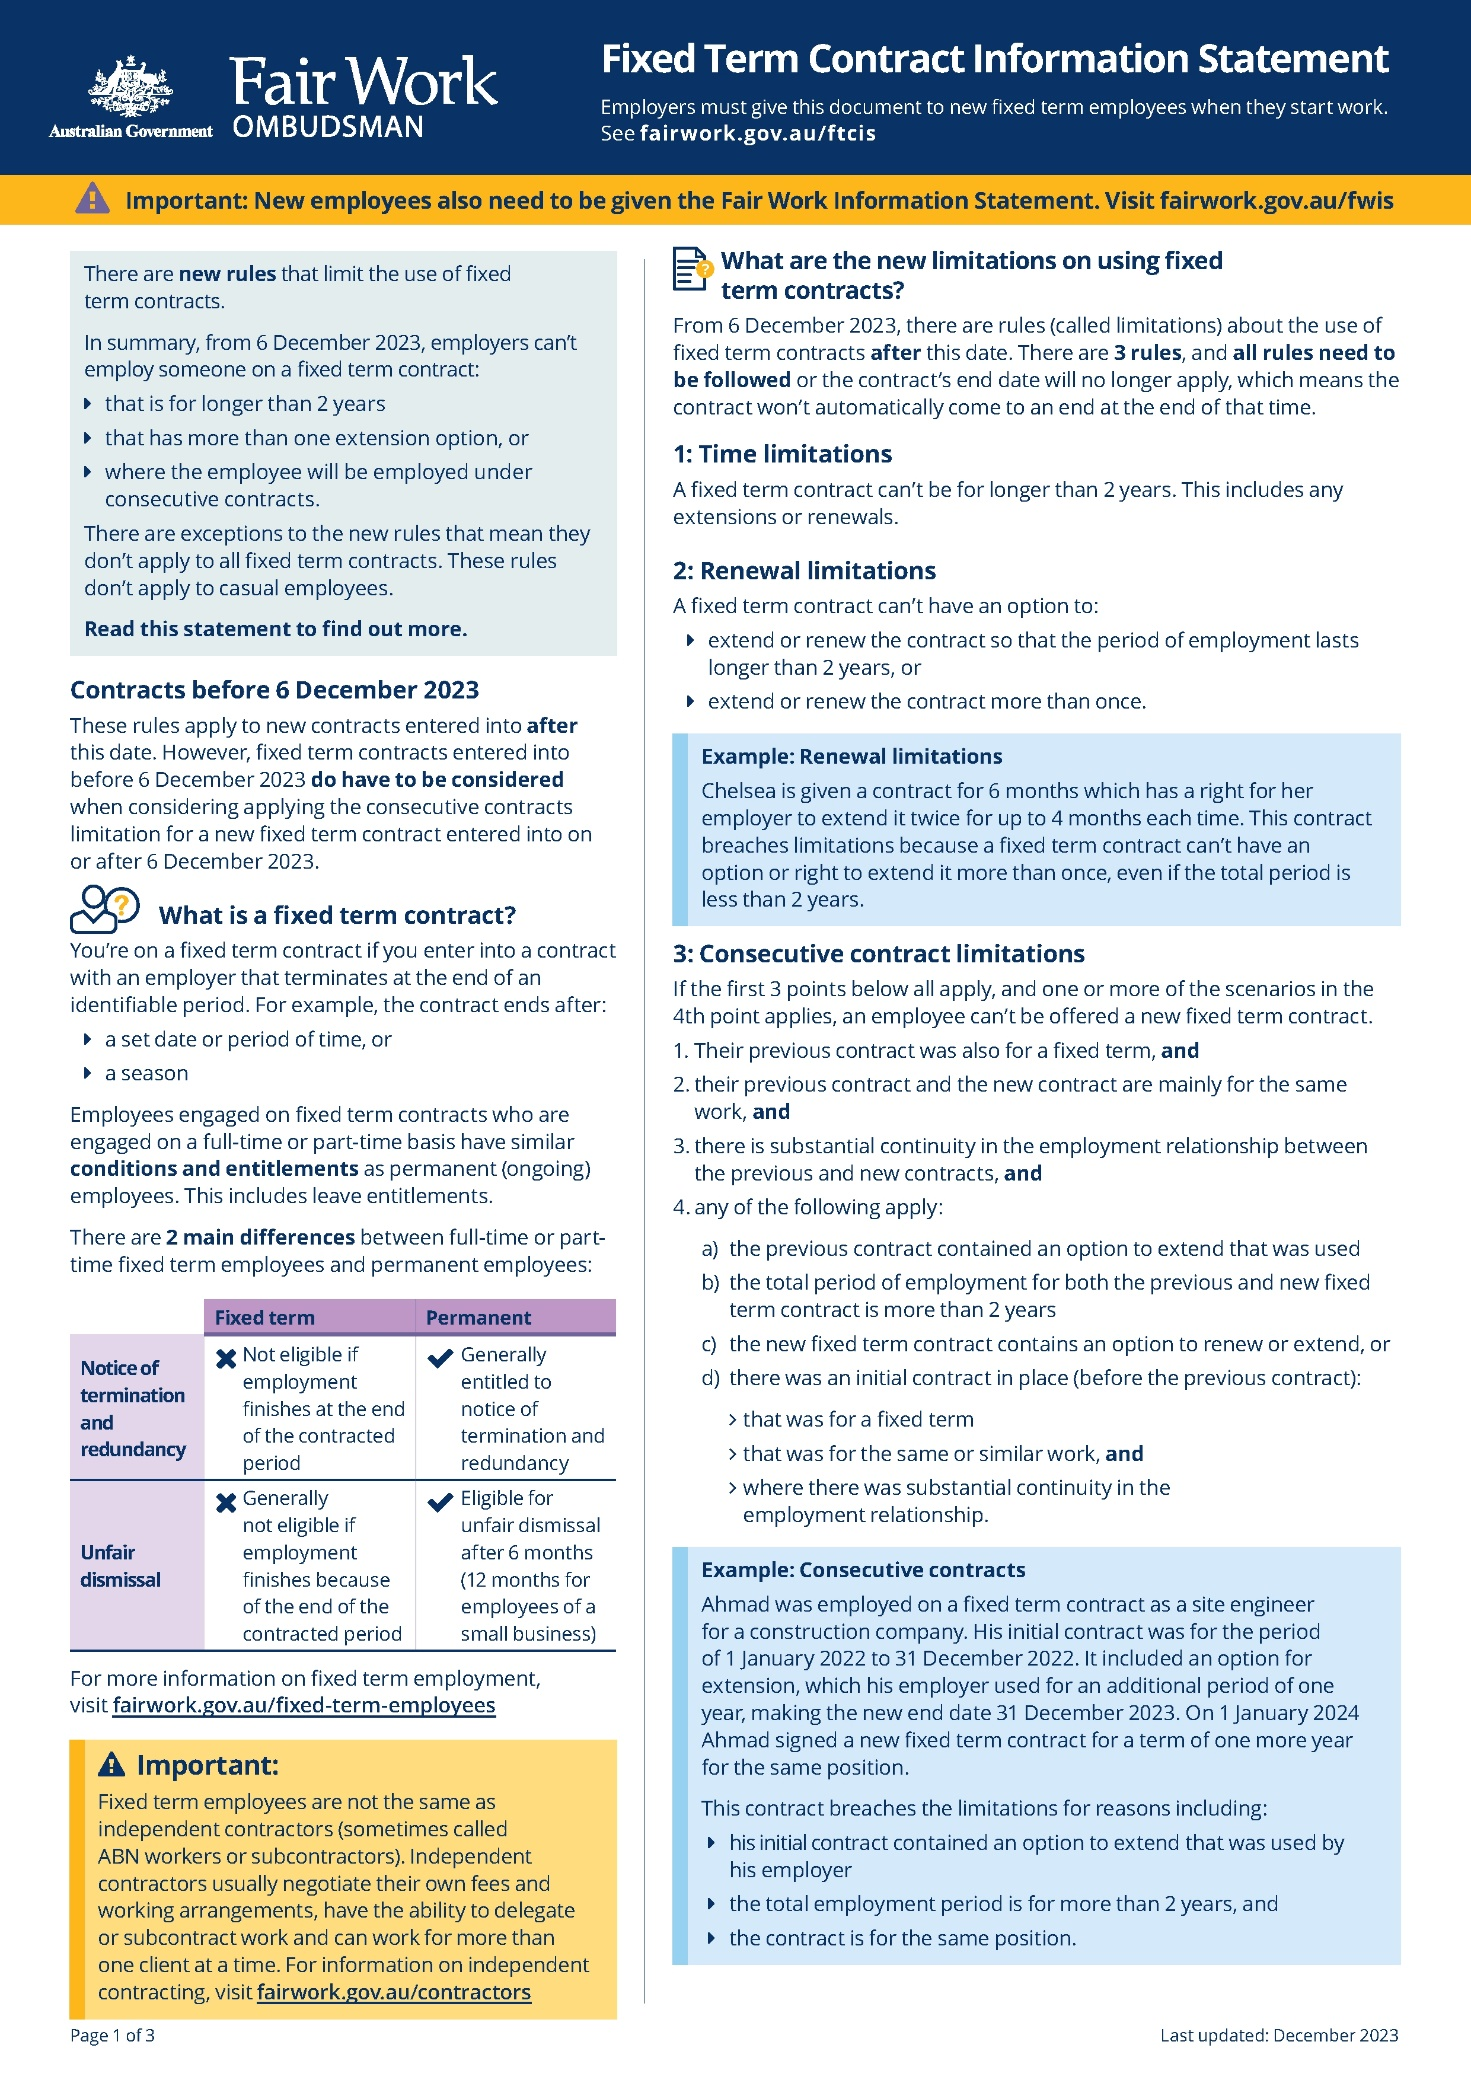 Australian Government
Fair Work
OMBUDSMAN
Fixed Term Contract Information Statement
Employers must give this document to new fixed term employees when they start work.
See fairwork.gov.au/ftcis
Important: New employees also need to be given the Fair Work Information Statement. Visit fairwork.gov.au/fwis
There are new rules that limit the use of fixed
term contracts.
In summary, from 6 December 2023, employers can’t
employ someone on a fixed term contract:
that is for longer than 2 years
that has more than one extension option, or
where the employee will be employed under
consecutive contracts.
There are exceptions to the new rules that mean they
don’t apply to all fixed term contracts. These rules
don’t apply to casual employees.
Read this statement to find out more.
Contracts before 6 December 2023
These rules apply to new contracts entered into after
this date. However, fixed term contracts entered into
before 6 December 2023 do have to be considered
when considering applying the consecutive contracts
limitation for a new fixed term contract entered into on
or after 6 December 2023.
What is a fixed term contract?
You’re on a fixed term contract if you enter into a contract
with an employer that terminates at the end of an
identifiable period. For example, the contract ends after:
a set date or period of time, or
a season
Employees engaged on fixed term contracts who are
engaged on a full-time or part-time basis have similar
conditions and entitlements as permanent (ongoing)
employees. This includes leave entitlements.
There are 2 main differences between full-time or part-
time fixed term employees and permanent employees:
Fixed term
Permanent
Notice of
termination
and
redundancy
Not eligible if
employment
finishes at the end
of the contracted
period
Generally
entitled to
notice of
termination and
redundancy
Unfair
dismissal
Generally
not eligible if
employment
finishes because
of the end of the
contracted period
Eligible for
unfair dismissal
after 6 months
(12 months for
employees of a
small business)
For more information on fixed term employment,
visit fairwork.gov.au/fixed-term-employees
Important:
Fixed term employees are not the same as
independent contractors (sometimes called
ABN workers or subcontractors). Independent
contractors usually negotiate their own fees and
working arrangements, have the ability to delegate
or subcontract work and can work for more than
one client at a time. For information on independent
contracting, visit fairwork.gov.au/contractors
What are the new limitations on using fixed
term contracts?
From 6 December 2023, there are rules (called limitations) about the use of
fixed term contracts after this date. There are 3 rules, and all rules need to
be followed or the contract’s end date will no longer apply, which means the
contract won’t automatically come to an end at the end of that time.
1: Time limitations
A fixed term contract can’t be for longer than 2 years. This includes any
extensions or renewals.
2: Renewal limitations
A fixed term contract can’t have an option to:
extend or renew the contract so that the period of employment lasts
longer than 2 years, or
extend or renew the contract more than once.
Example: Renewal limitations
Chelsea is given a contract for 6 months which has a right for her
employer to extend it twice for up to 4 months each time. This contract
breaches limitations because a fixed term contract can’t have an
option or right to extend it more than once, even if the total period is
less than 2 years.
3: Consecutive contract limitations
If the first 3 points below all apply, and one or more of the scenarios in the
4th point applies, an employee can’t be offered a new fixed term contract.
1. Their previous contract was also for a fixed term, and
2. their previous contract and the new contract are mainly for the same
work, and
3. there is substantial continuity in the employment relationship between
the previous and new contracts, and
4. any of the following apply:
a) the previous contract contained an option to extend that was used
b) the total period of employment for both the previous and new fixed
term contract is more than 2 years
c) the new fixed term contract contains an option to renew or extend, or
d) there was an initial contract in place (before the previous contract):
> that was for a fixed term
> that was for the same or similar work, and
> where there was substantial continuity in the
employment relationship.
Example: Consecutive contracts
Ahmad was employed on a fixed term contract as a site engineer
for a construction company. His initial contract was for the period
of 1 January 2022 to 31 December 2022. It included an option for
extension, which his employer used for an additional period of one
year, making the new end date 31 December 2023. On 1 January 2024
Ahmad signed a new fixed term contract for a term of one more year
for the same position.
This contract breaches the limitations for reasons including:
his initial contract contained an option to extend that was used by
his employer
the total employment period is for more than 2 years, and
the contract is for the same position.
Page 1 of 3
Last updated: December 2023